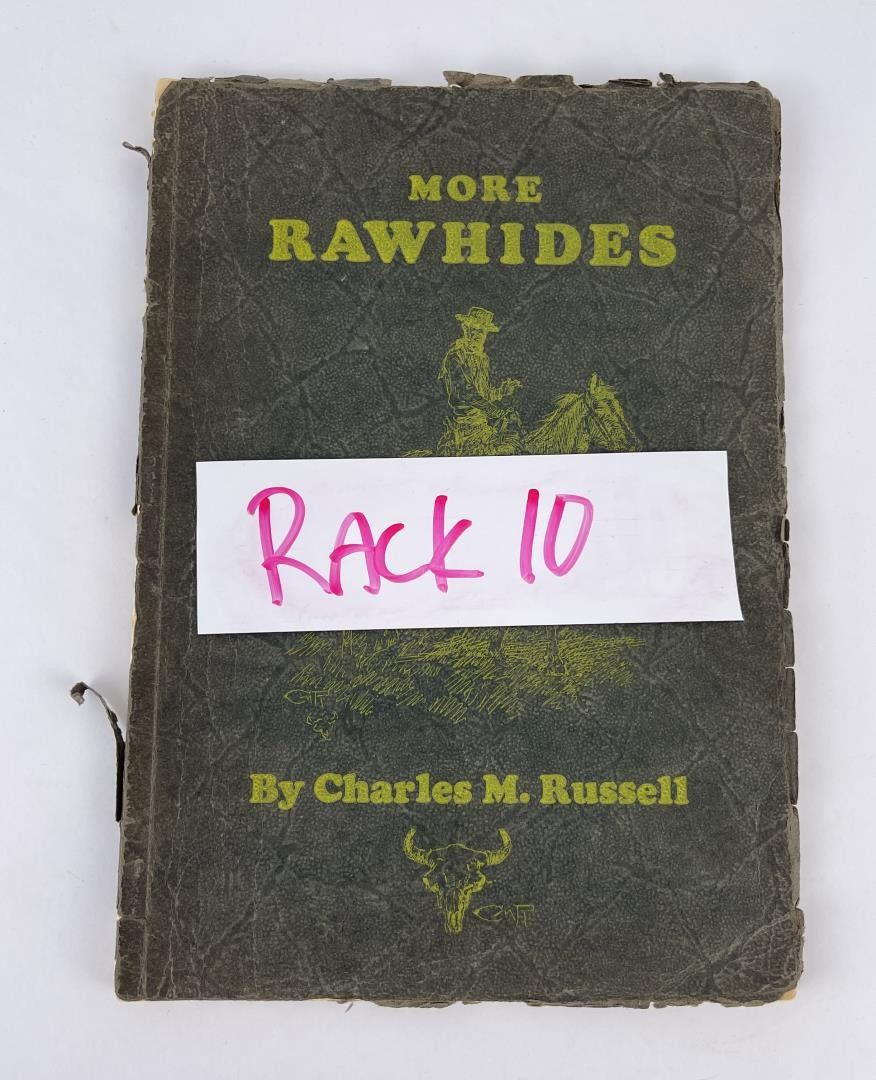 MORE
RAWHIDES
RACK 10
By Charles M. Russell